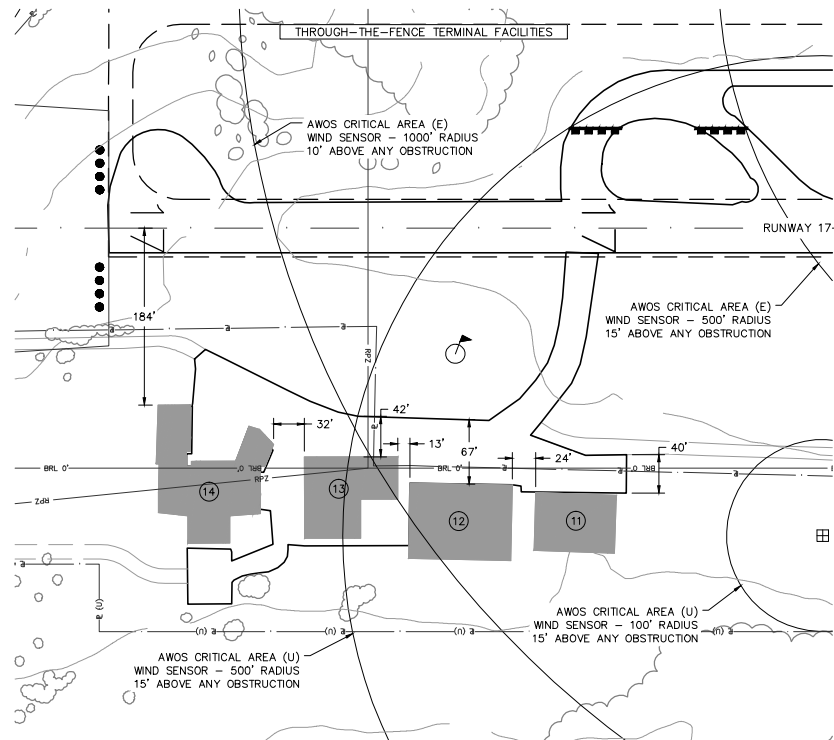 THROUGH-THE-FENCE TERMINAL FACILITIES
AWOS CRITICAL AREA (E)
WIND SENSOR - 1000' RADIUS
10' ABOVE ANY OBSTRUCTION
RUNWAY 17-
AWOS CRITICAL AREA (E)
WIND SENSOR - 500' RADIUS
15' ABOVE ANY OBSTRUCTION
184'
RPZ
42'
32'
13'
67'
24'
40'
BRL 0'
BRL 0'
BRL 0'
BRL 0'
RPZ
RPZ
14
13
12
11
AWOS CRITICAL AREA (U)
WIND SENSOR - 100' RADIUS
15' ABOVE ANY OBSTRUCTION
AWOS CRITICAL AREA (U)
WIND SENSOR - 500' RADIUS
15' ABOVE ANY OBSTRUCTION